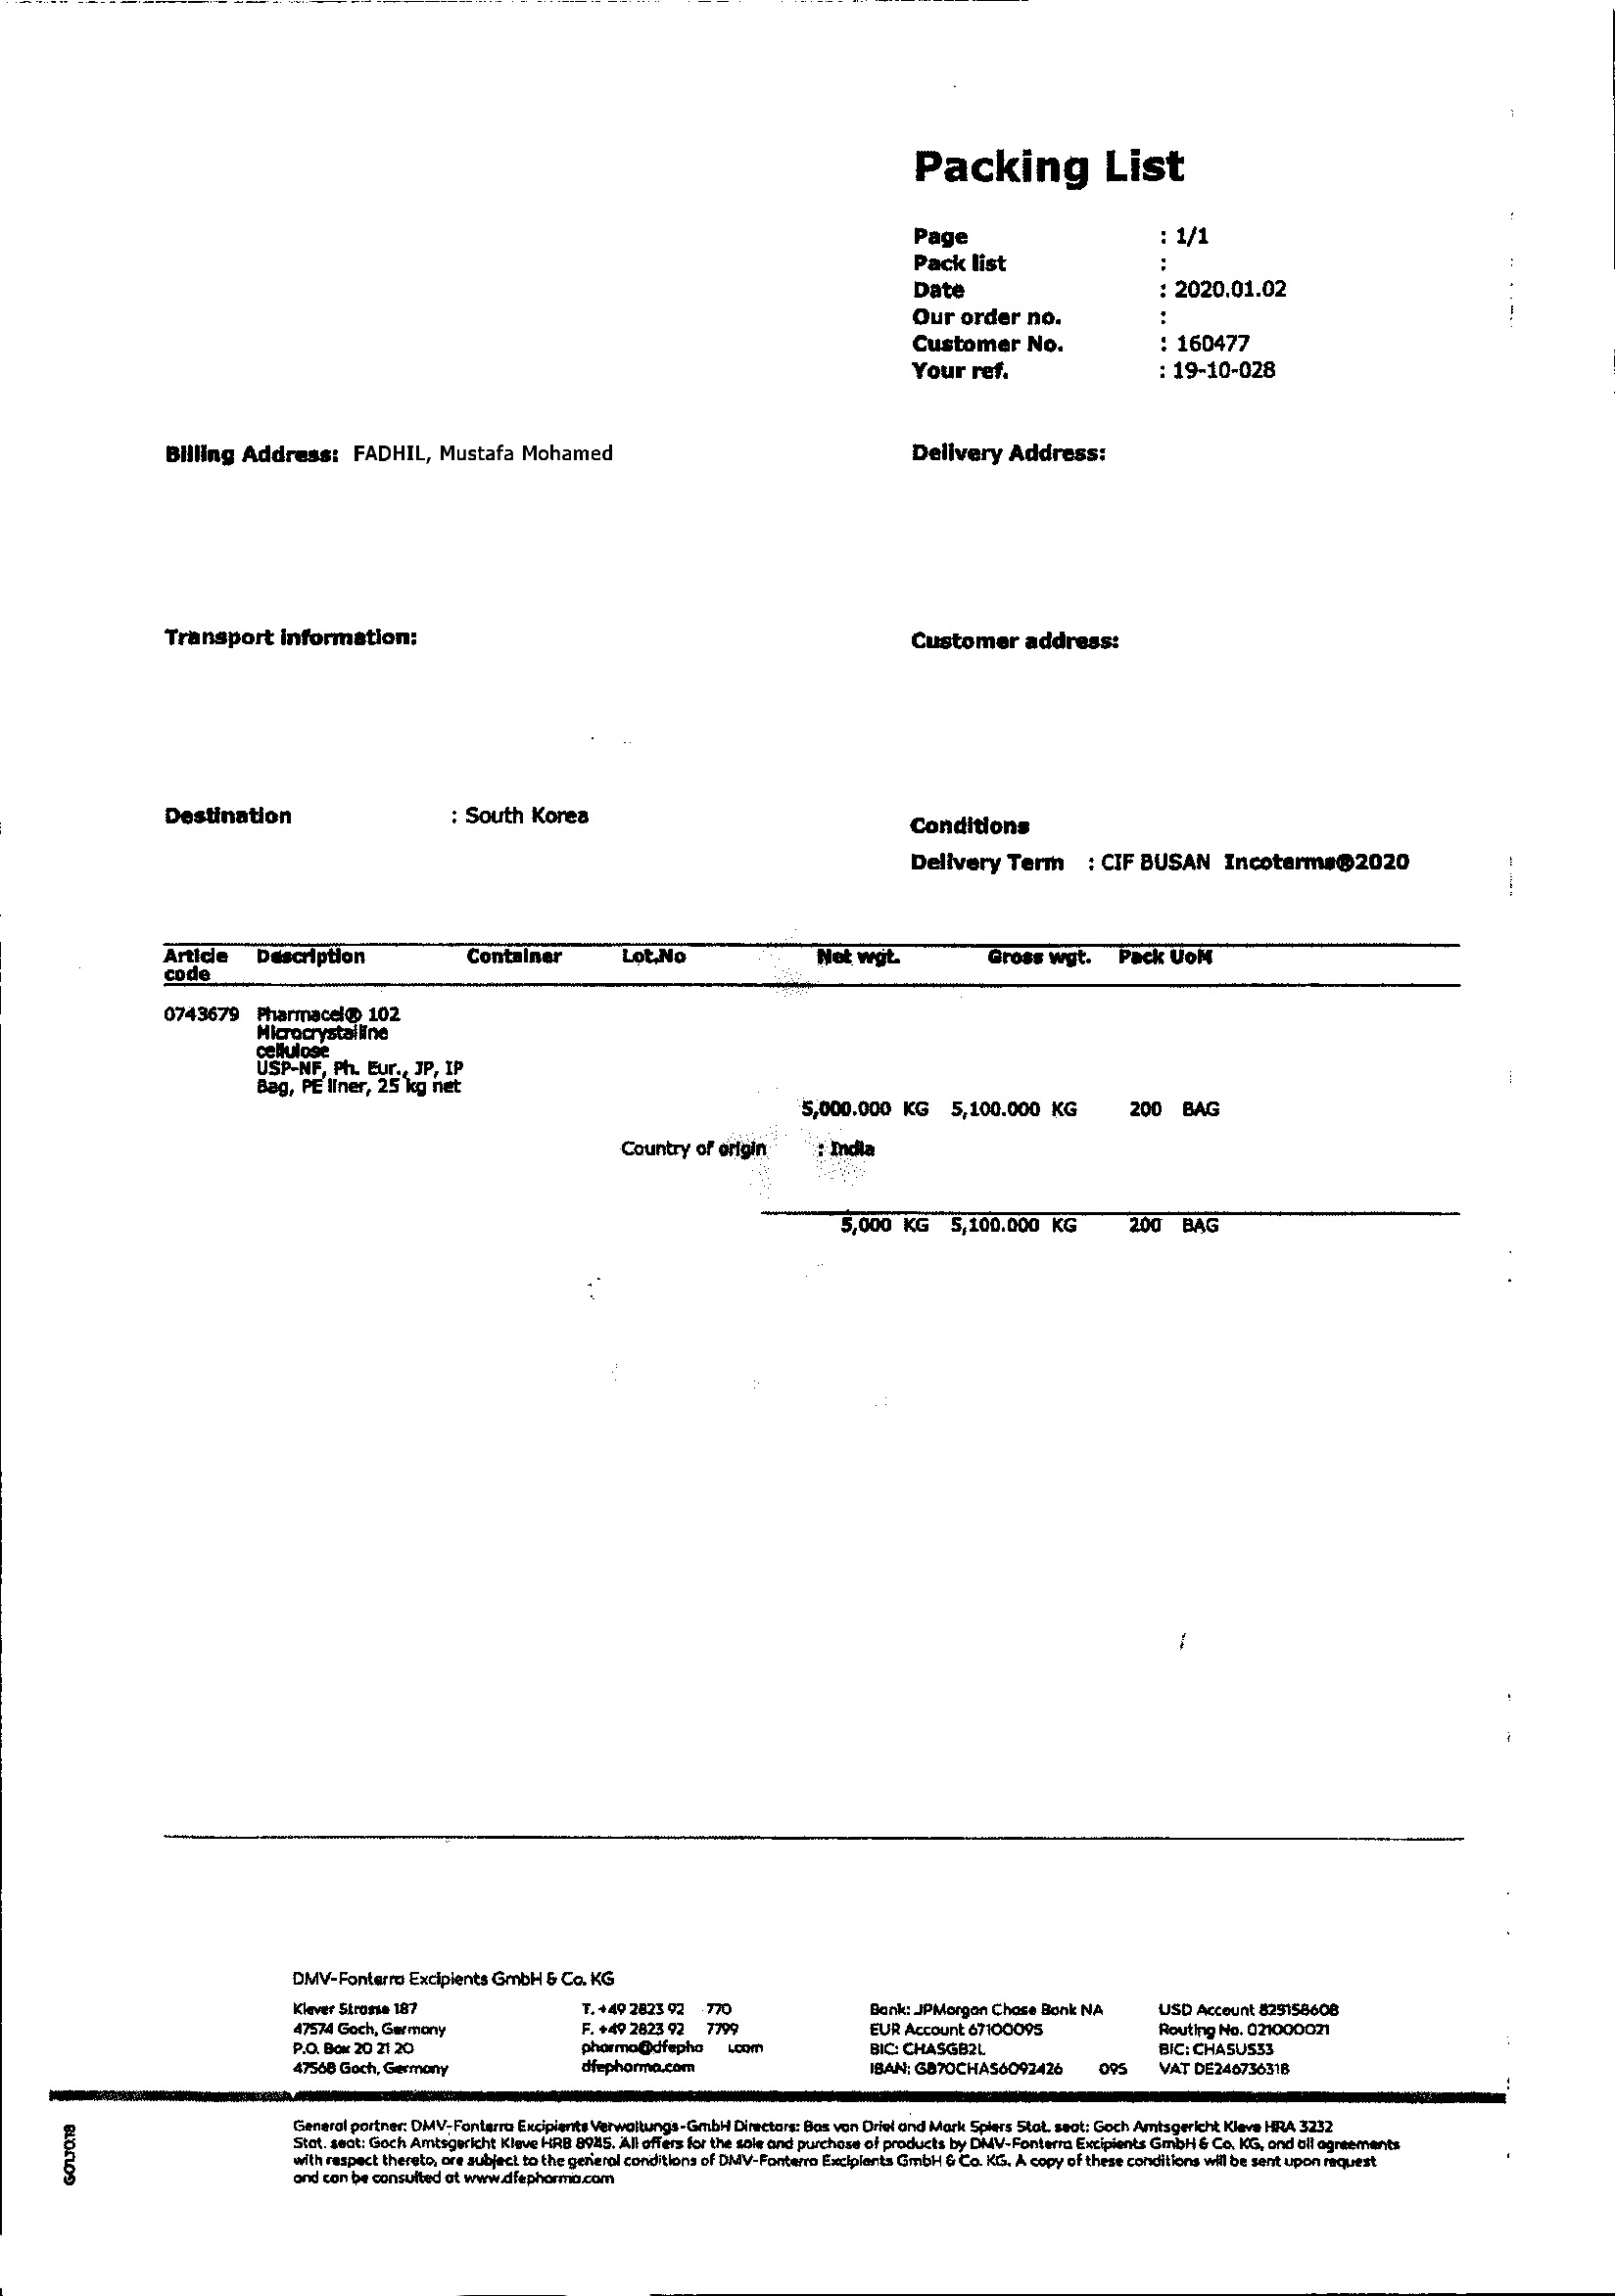 Packing List
Page : 1/1
Pack list :
Date : 2020.01.02
Our order no. :
Customer No. : 160477
Your ref. : 19-10-028
Billing Address: FADHIL, Mustafa Mohamed
Delivery Address:
Transport information:
Customer address:
Destination : South Korea
Conditions
Delivery Term : CIF BUSAN Incoterms®2020
Article code Description Container Lot.No Net wgt. Gross wgt. Pack UoM
0743679 Pharmacel® 102
Microcrystalline
cellulose
USP-NF, Ph. Eur., JP, IP
Bag, PE liner, 25 kg net
5,000.000 KG 5,100.000 KG 200 BAG
Country of origin : India
5,000 KG 5,100.000 KG 200 BAG
DMV-Fonterra Excipients GmbH & Co. KG
Klever Strasse 187 T. +49 2823 92 770 Bank: JPMorgan Chase Bank NA USD Account 829158608
47574 Goch, Germany F. +49 2823 92 7799 EUR Account 67100095 Routing No. 021000021
P.O. Box 20 21 20 pharma@dfepha .com BIC: CHASGB2L BIC: CHASUS33
47568 Goch, Germany dfepharma.com IBAN: GB70CHAS6092426 095 VAT DE246736318
General partner: DMV-Fonterra Excipients Verwaltungs-GmbH Directors: Bas van Driel and Mark Spiers Stat. seat: Goch Amtsgericht Kleve HRA 3232
Stat. seat: Goch Amtsgericht Kleve HRB 8945. All offers for the sale and purchase of products by DMV-Fonterra Excipients GmbH & Co. KG, and all agreements
with respect thereto, are subject to the general conditions of DMV-Fonterra Excipients GmbH & Co. KG. A copy of these conditions will be sent upon request
and can be consulted at www.dfepharma.com